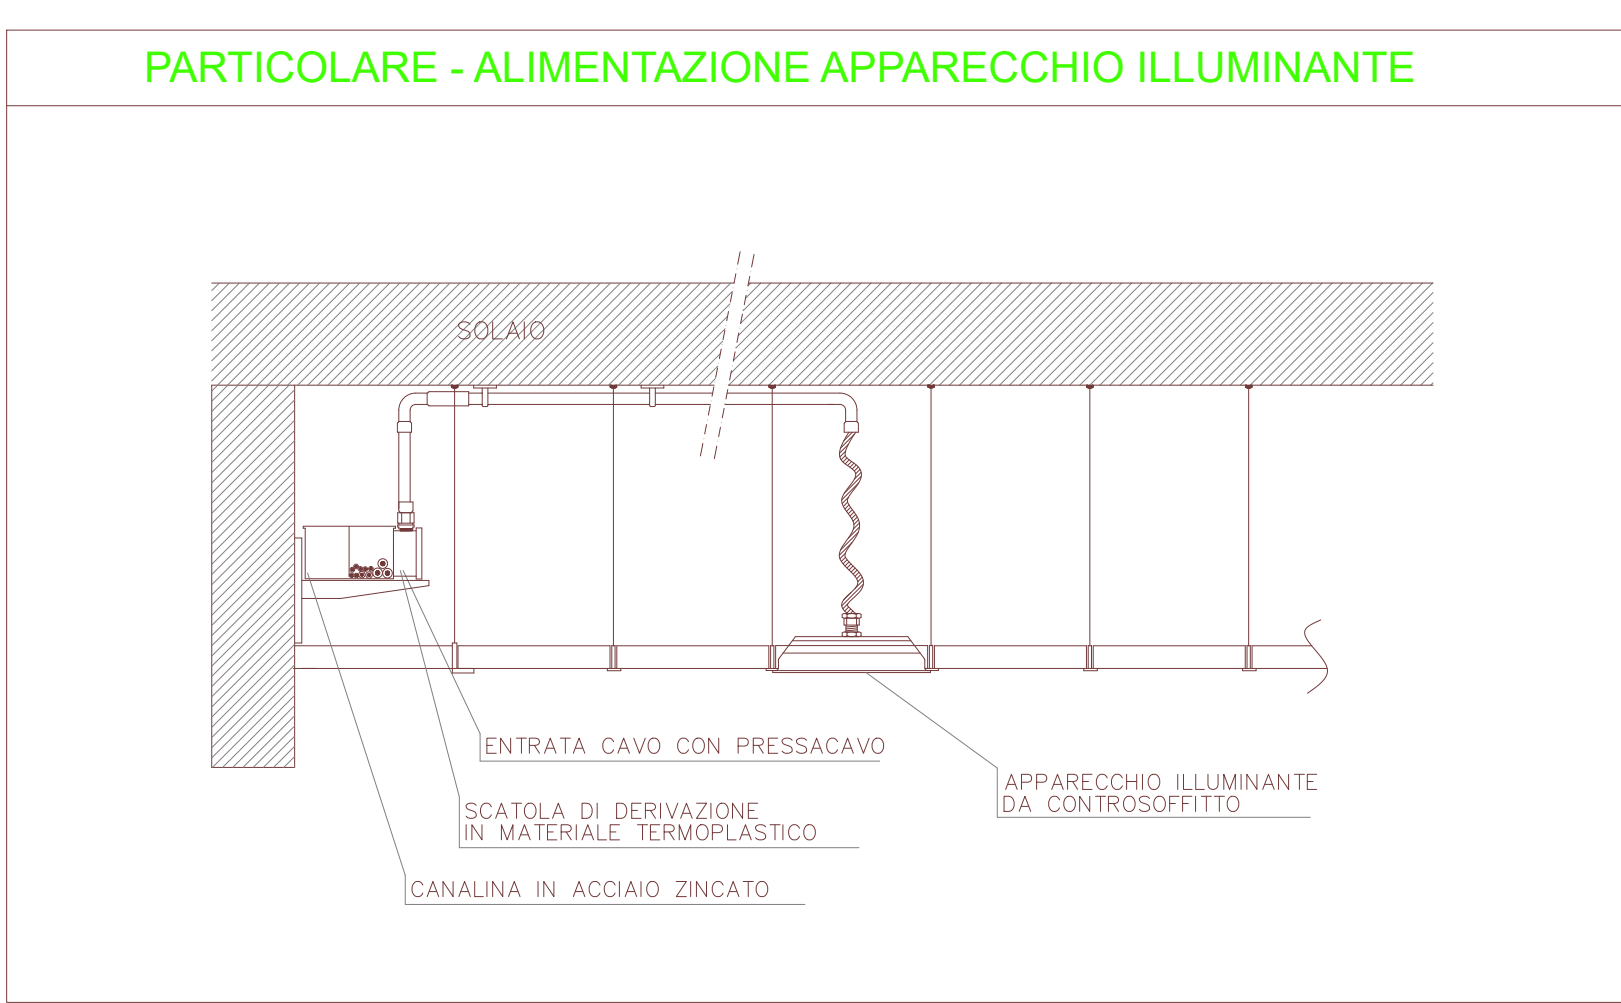 PARTICOLARE - ALIMENTAZIONE APPARECCHIO ILLUMINANTE
SOLAIO
ENTRATA CAVO CON PRESSACAVO
APPARECCHIO ILLUMINANTE
DA CONTROSOFFITTO
SCATOLA DI DERIVAZIONE
IN MATERIALE TERMOPLASTICO
CANALINA IN ACCIAIO ZINCATO